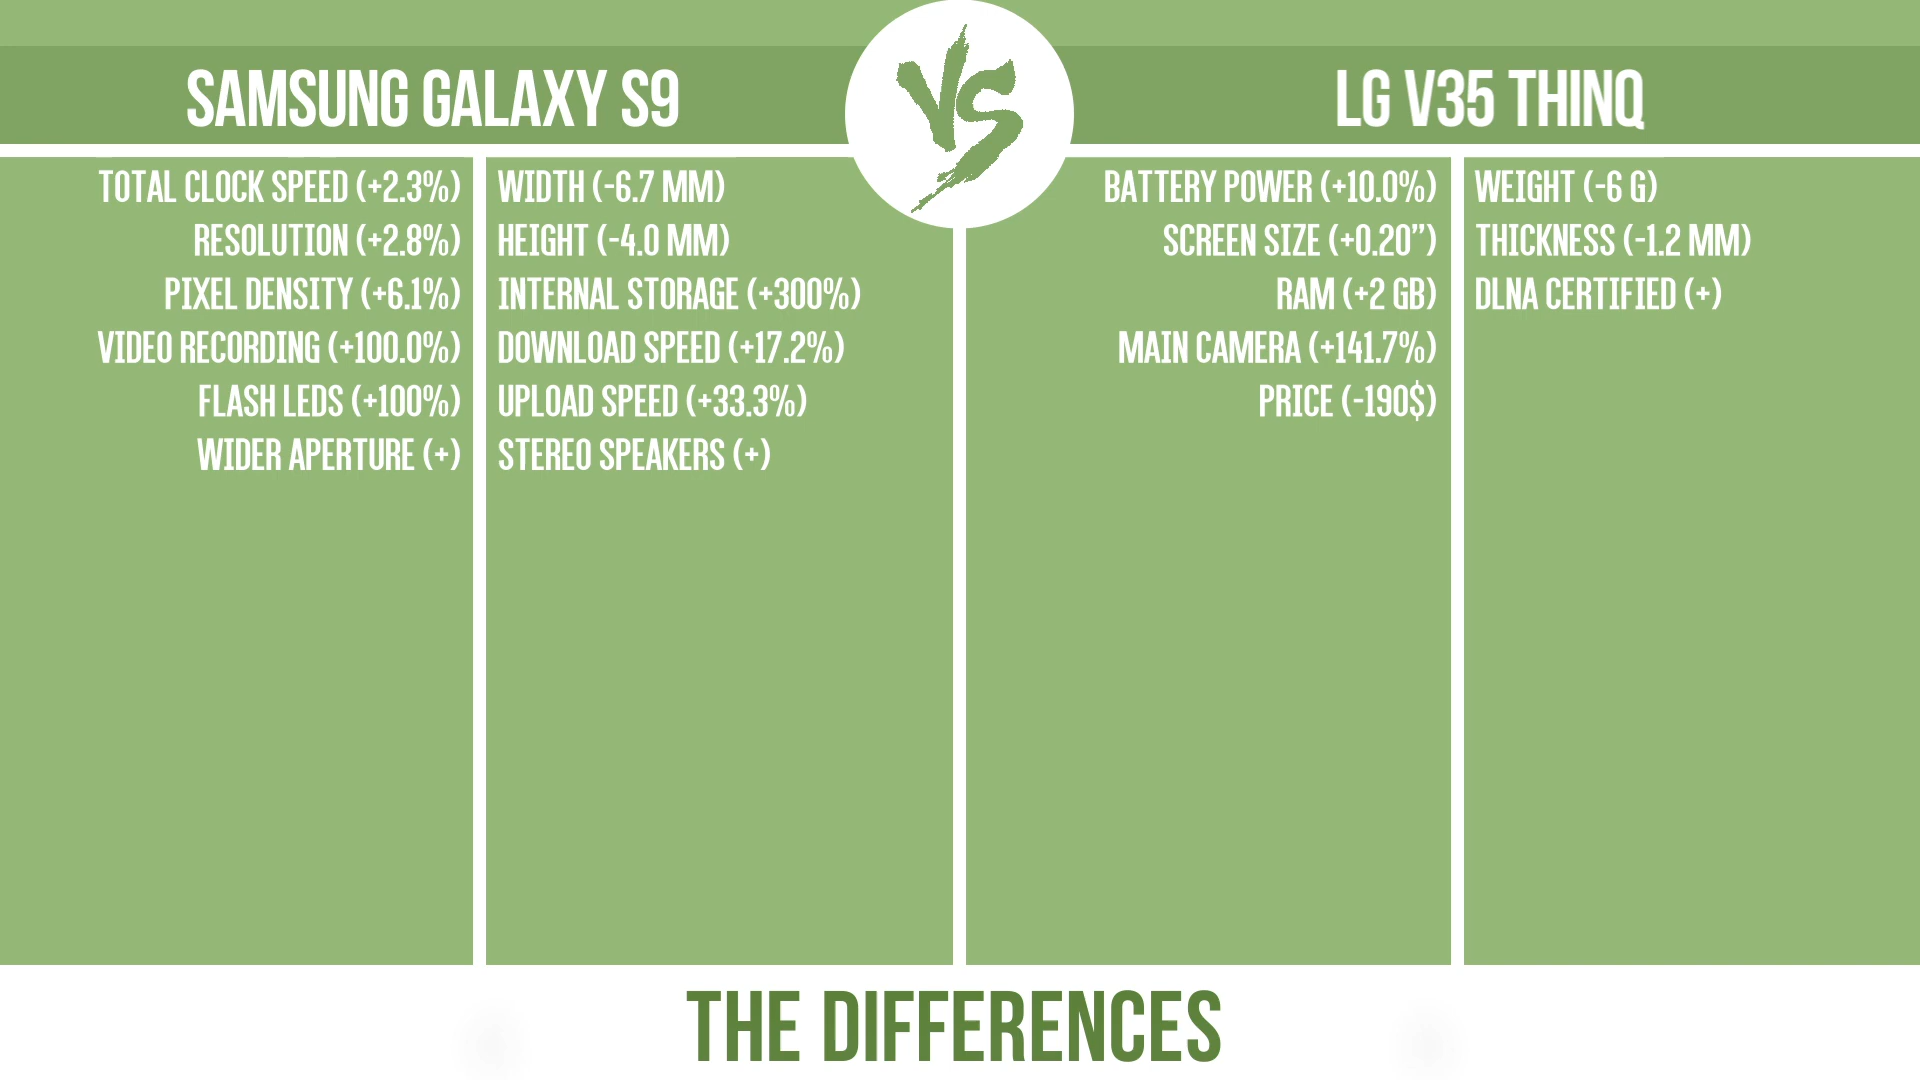 SAMSUNG GALAXY S9
VS
LG V35 THINQ
TOTAL CLOCK SPEED (+2.3%)
RESOLUTION (+2.8%)
PIXEL DENSITY (+6.1%)
VIDEO RECORDING (+100.0%)
FLASH LEDS (+100%)
WIDER APERTURE (+)
WIDTH (-6.7 MM)
HEIGHT (-4.0 MM)
INTERNAL STORAGE (+300%)
DOWNLOAD SPEED (+17.2%)
UPLOAD SPEED (+33.3%)
STEREO SPEAKERS (+)
BATTERY POWER (+10.0%)
SCREEN SIZE (+0.20”)
RAM (+2 GB)
MAIN CAMERA (+141.7%)
PRICE (-190$)
WEIGHT (-6 G)
THICKNESS (-1.2 MM)
DLNA CERTIFIED (+)
THE DIFFERENCES